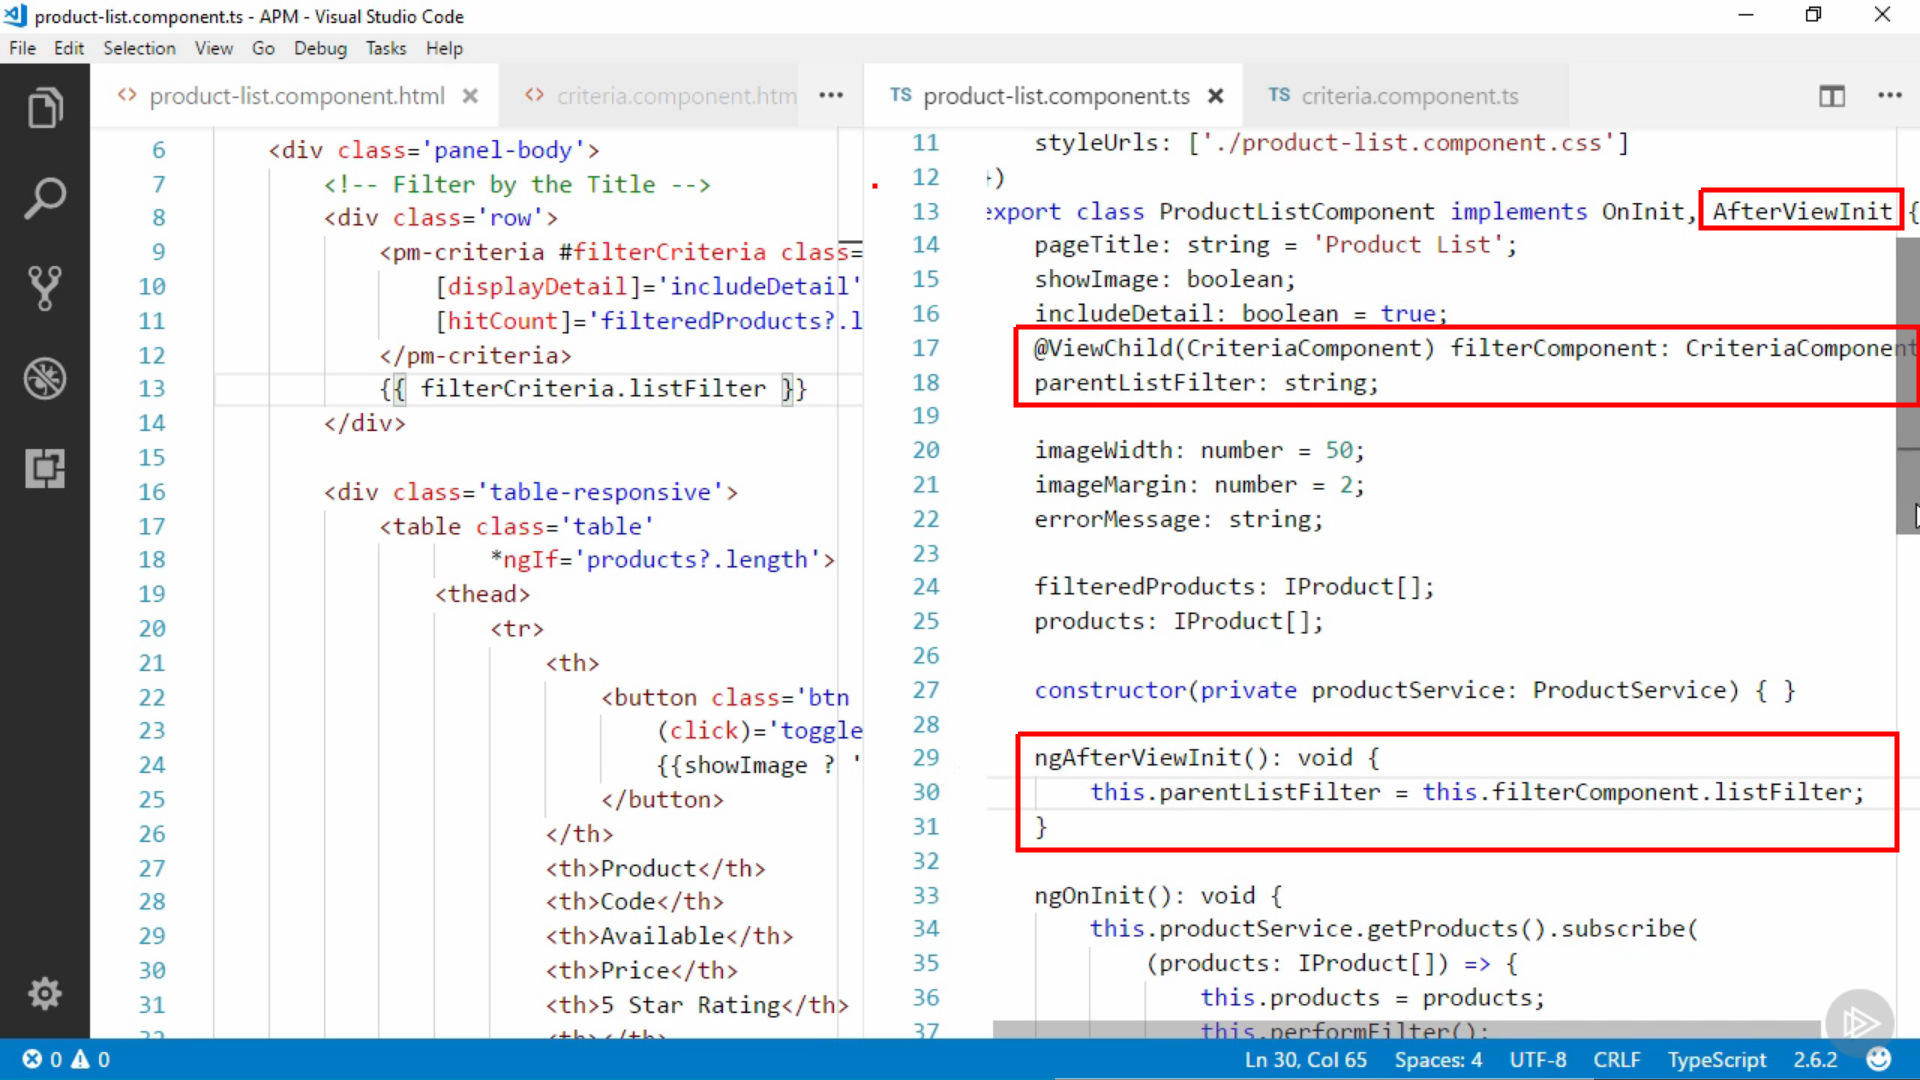 product-list.component.ts - APM - Visual Studio Code
File Edit Selection View Go Debug Tasks Help
<> product-list.component.html
<> criteria.component.htm
TS product-list.component.ts
TS criteria.component.ts
6 <div class='panel-body'>
7 <!-- Filter by the Title -->
8 <div class='row'>
9 <pm-criteria #filterCriteria class=
10 [displayDetail]='includeDetail'
11 [hitCount]='filteredProducts?.l
12 </pm-criteria>
13 {{ filterCriteria.listFilter }}
14 </div>
15
16 <div class='table-responsive'>
17 <table class='table'
18 *ngIf='products?.length'>
19 <thead>
20 <tr>
21 <th>
22 <button class='btn
23 (click)='toggle
24 {{showImage ? '
25 </button>
26 </th>
27 <th>Product</th>
28 <th>Code</th>
29 <th>Available</th>
30 <th>Price</th>
31 <th>5 Star Rating</th>
32 <th></th>
11 styleUrls: ['./product-list.component.css']
12 })
13 export class ProductListComponent implements OnInit, AfterViewInit {
14 pageTitle: string = 'Product List';
15 showImage: boolean;
16 includeDetail: boolean = true;
17 @ViewChild(CriteriaComponent) filterComponent: CriteriaComponent
18 parentListFilter: string;
19
20 imageWidth: number = 50;
21 imageMargin: number = 2;
22 errorMessage: string;
23
24 filteredProducts: IProduct[];
25 products: IProduct[];
26
27 constructor(private productService: ProductService) { }
28
29 ngAfterViewInit(): void {
30 this.parentListFilter = this.filterComponent.listFilter;
31 }
32
33 ngOnInit(): void {
34 this.productService.getProducts().subscribe(
35 (products: IProduct[]) => {
36 this.products = products;
37 this.performFilter();
0 0
Ln 30, Col 65 Spaces: 4 UTF-8 CRLF TypeScript 2.6.2